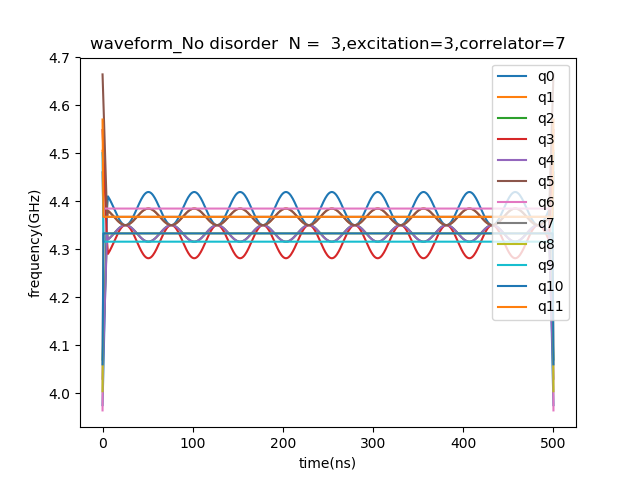 waveform_No disorder  N =  3,excitation=3,correlator=7
frequency(GHz)
4.7
4.6
4.5
4.4
4.3
4.2
4.1
4.0
q0
q1
q2
q3
q4
q5
q6
q7
q8
q9
q10
q11
0
100
200
300
400
500
time(ns)